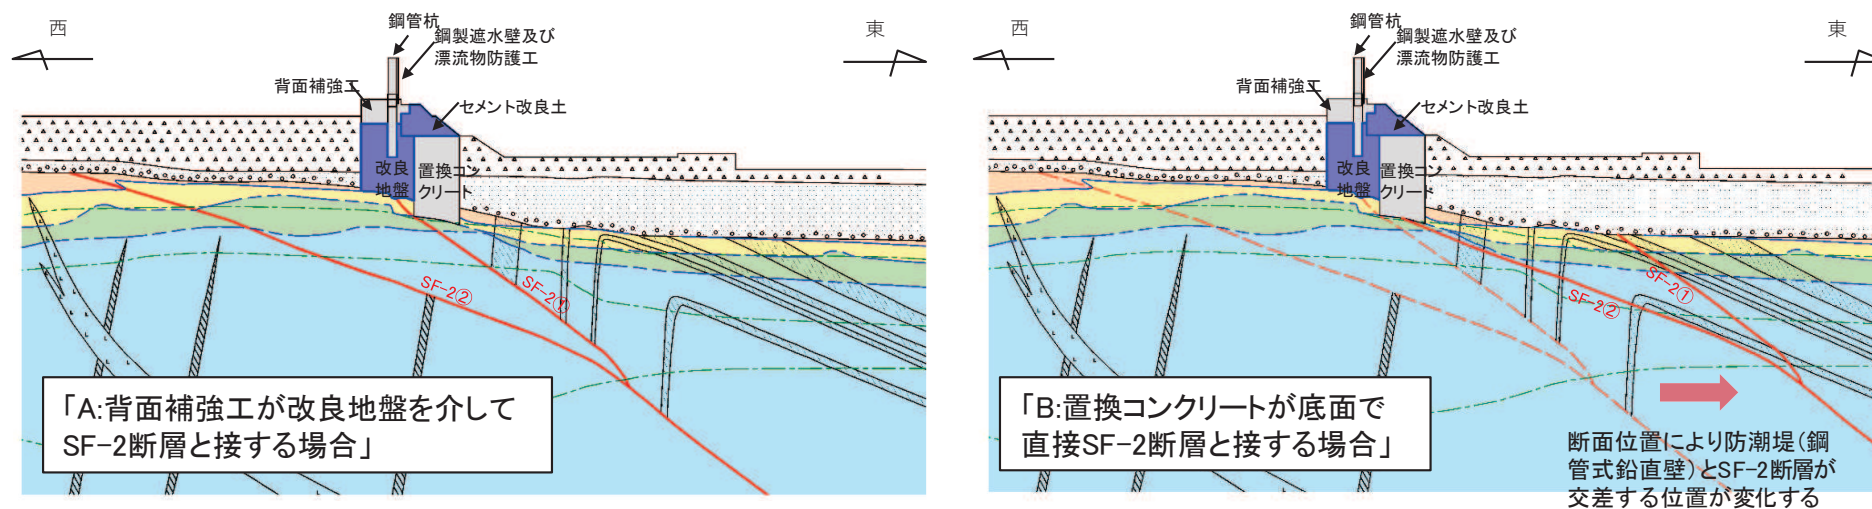 西
鋼管杭
鋼製遮水壁及び
漂流物防護工
東
背面補強工
セメント改良土
改良
地盤
置換コン
クリート
SF-2②
SF-2①
「A:背面補強工が改良地盤を介して
SF-2断層と接する場合」
西
鋼管杭
鋼製遮水壁及び
漂流物防護工
東
背面補強工
セメント改良土
改良
地盤
置換コン
クリート
SF-2①
SF-2②
「B:置換コンクリートが底面で
直接SF-2断層と接する場合」
断面位置により防潮堤(鋼
管式鉛直壁)とSF-2断層が
交差する位置が変化する